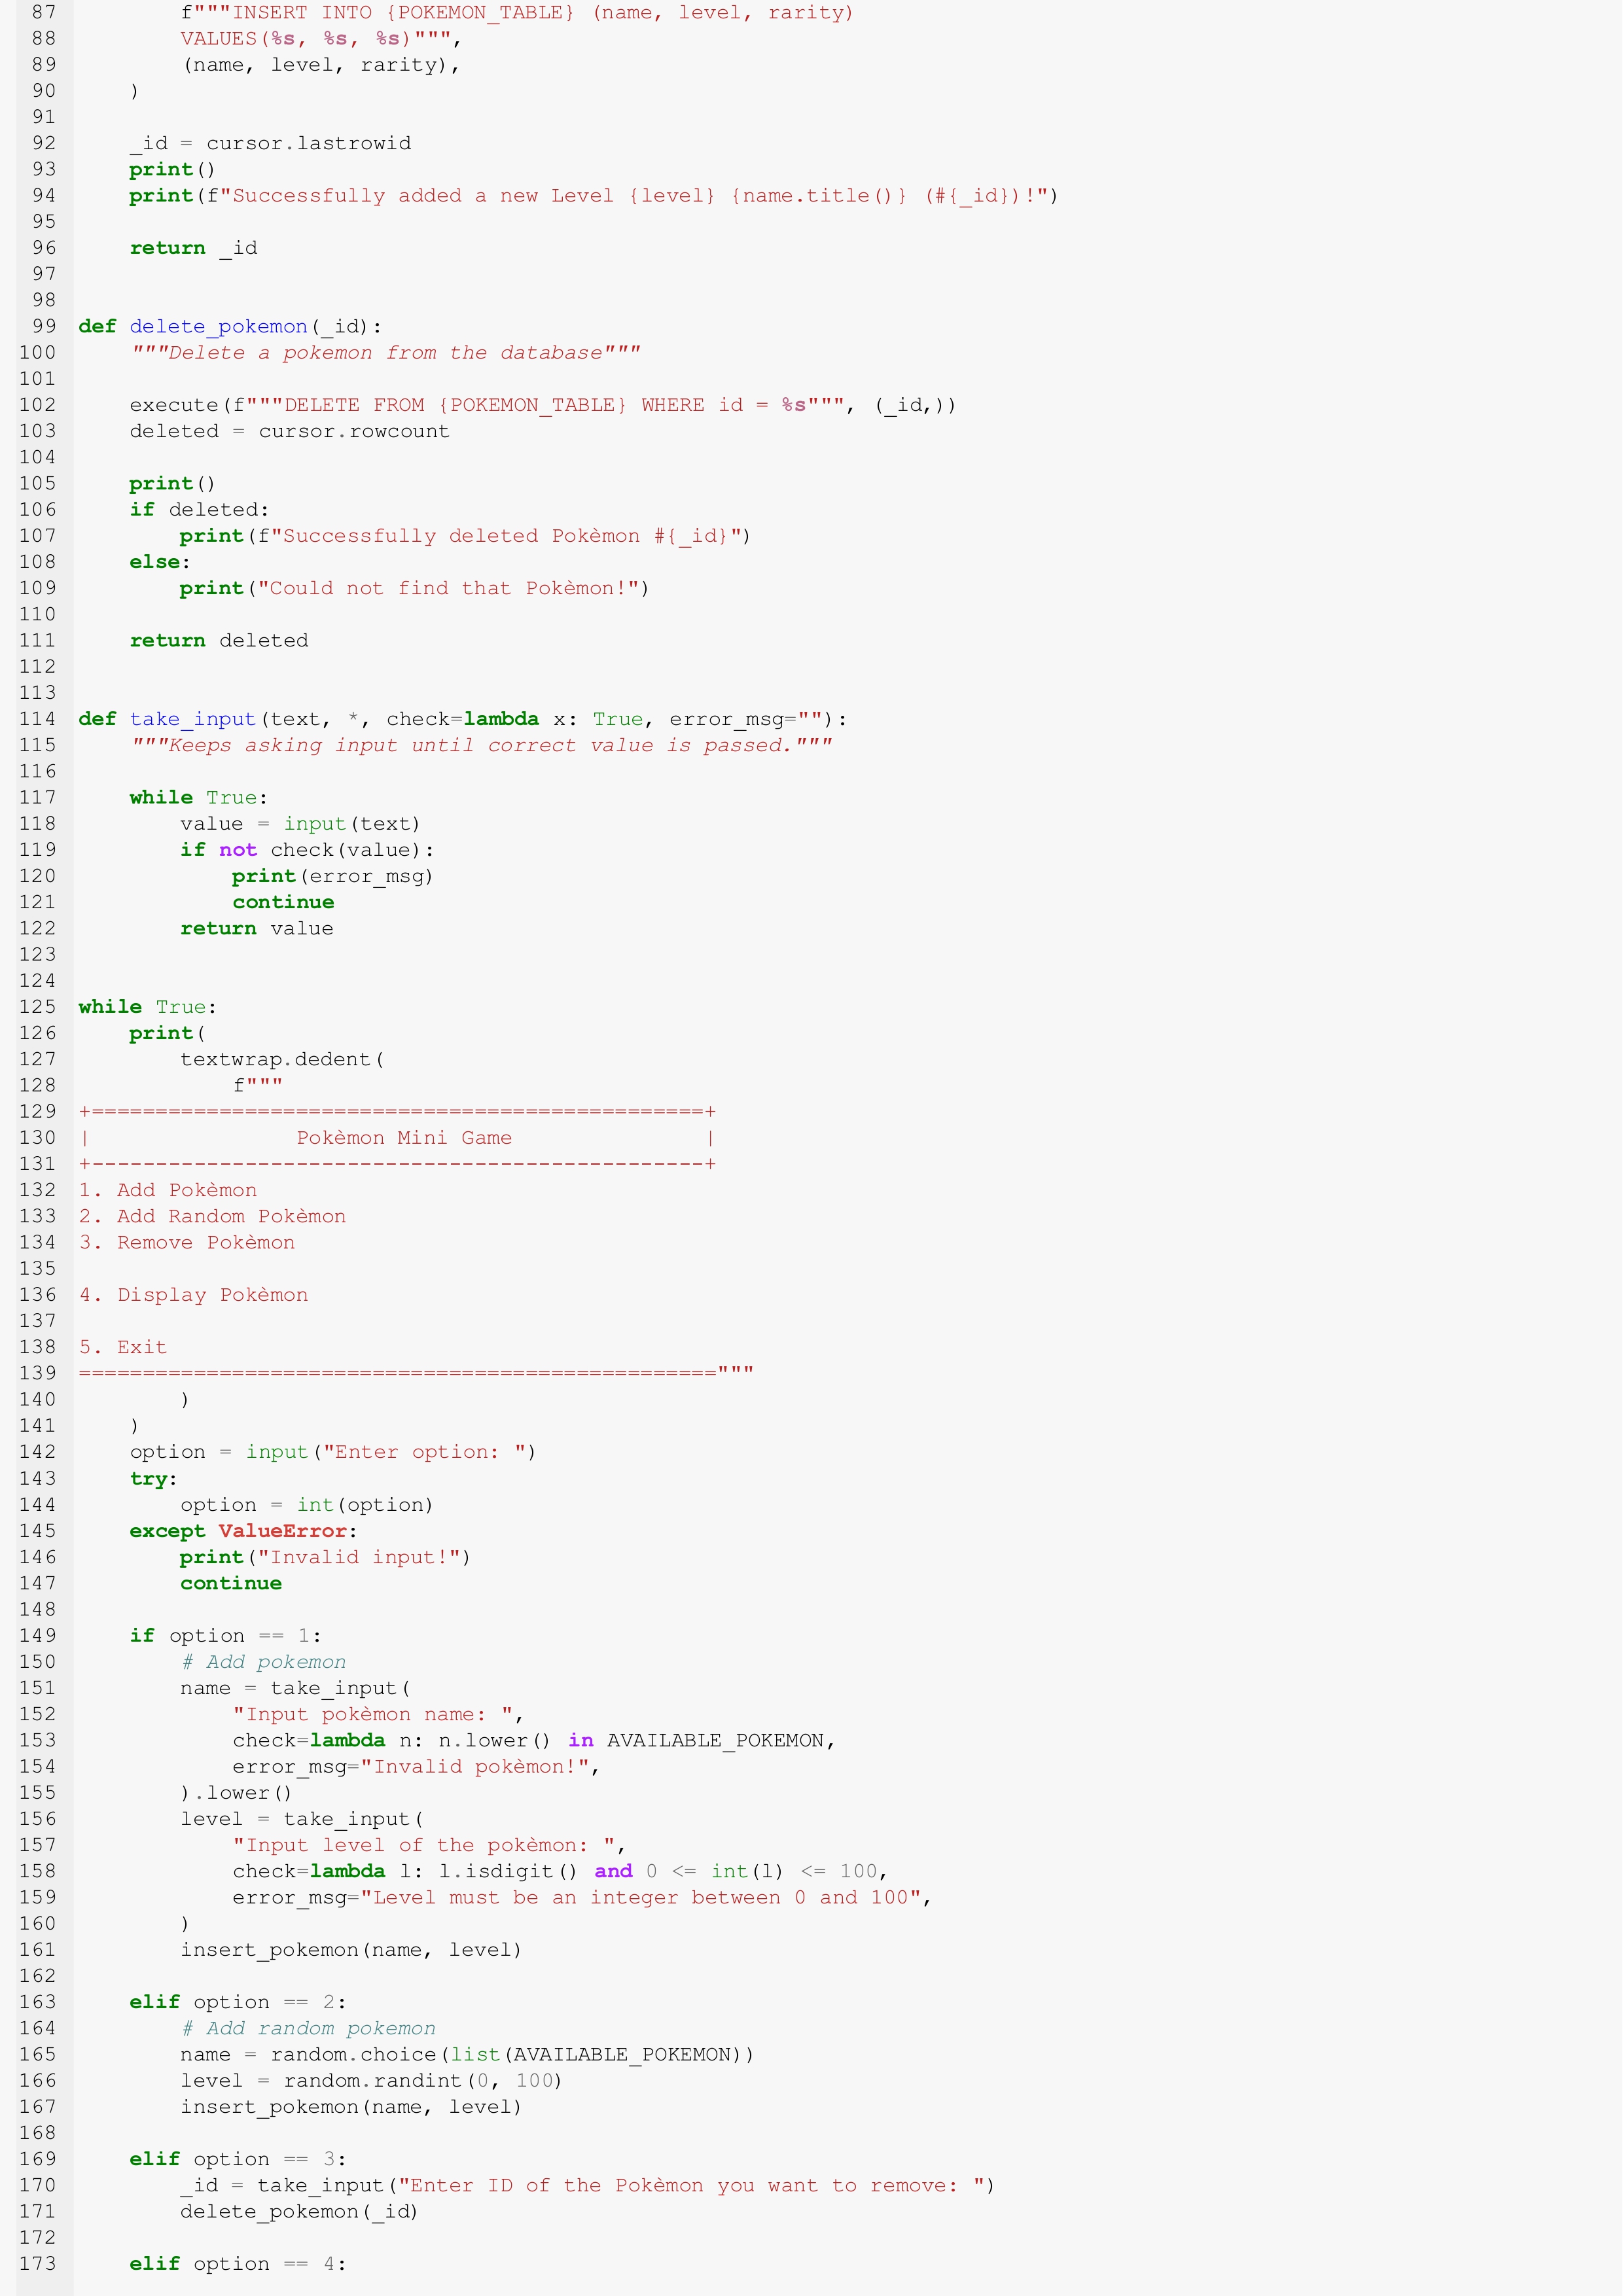 87         f"""INSERT INTO {POKEMON_TABLE} (name, level, rarity)
88         VALUES(%s, %s, %s)""",
89         (name, level, rarity),
90     )
91
92     _id = cursor.lastrowid
93     print()
94     print(f"Successfully added a new Level {level} {name.title()} (#{_id})!")
95
96     return _id
97
98
99 def delete_pokemon(_id):
100     """Delete a pokemon from the database"""
101
102     execute(f"""DELETE FROM {POKEMON_TABLE} WHERE id = %s""", (_id,))
103     deleted = cursor.rowcount
104
105     print()
106     if deleted:
107         print(f"Successfully deleted Pokèmon #{_id}")
108     else:
109         print("Could not find that Pokèmon!")
110
111     return deleted
112
113
114 def take_input(text, *, check=lambda x: True, error_msg=""):
115     """Keeps asking input until correct value is passed."""
116
117     while True:
118         value = input(text)
119         if not check(value):
120             print(error_msg)
121             continue
122         return value
123
124
125 while True:
126     print(
127         textwrap.dedent(
128             f"""
129 +================================================+
130 |                Pokèmon Mini Game               |
131 +------------------------------------------------+
132 1. Add Pokèmon
133 2. Add Random Pokèmon
134 3. Remove Pokèmon
135
136 4. Display Pokèmon
137
138 5. Exit
139 =================================================="""
140         )
141     )
142     option = input("Enter option: ")
143     try:
144         option = int(option)
145     except ValueError:
146         print("Invalid input!")
147         continue
148
149     if option == 1:
150         # Add pokemon
151         name = take_input(
152             "Input pokèmon name: ",
153             check=lambda n: n.lower() in AVAILABLE_POKEMON,
154             error_msg="Invalid pokèmon!",
155         ).lower()
156         level = take_input(
157             "Input level of the pokèmon: ",
158             check=lambda l: l.isdigit() and 0 <= int(l) <= 100,
159             error_msg="Level must be an integer between 0 and 100",
160         )
161         insert_pokemon(name, level)
162
163     elif option == 2:
164         # Add random pokemon
165         name = random.choice(list(AVAILABLE_POKEMON))
166         level = random.randint(0, 100)
167         insert_pokemon(name, level)
168
169     elif option == 3:
170         _id = take_input("Enter ID of the Pokèmon you want to remove: ")
171         delete_pokemon(_id)
172
173     elif option == 4: